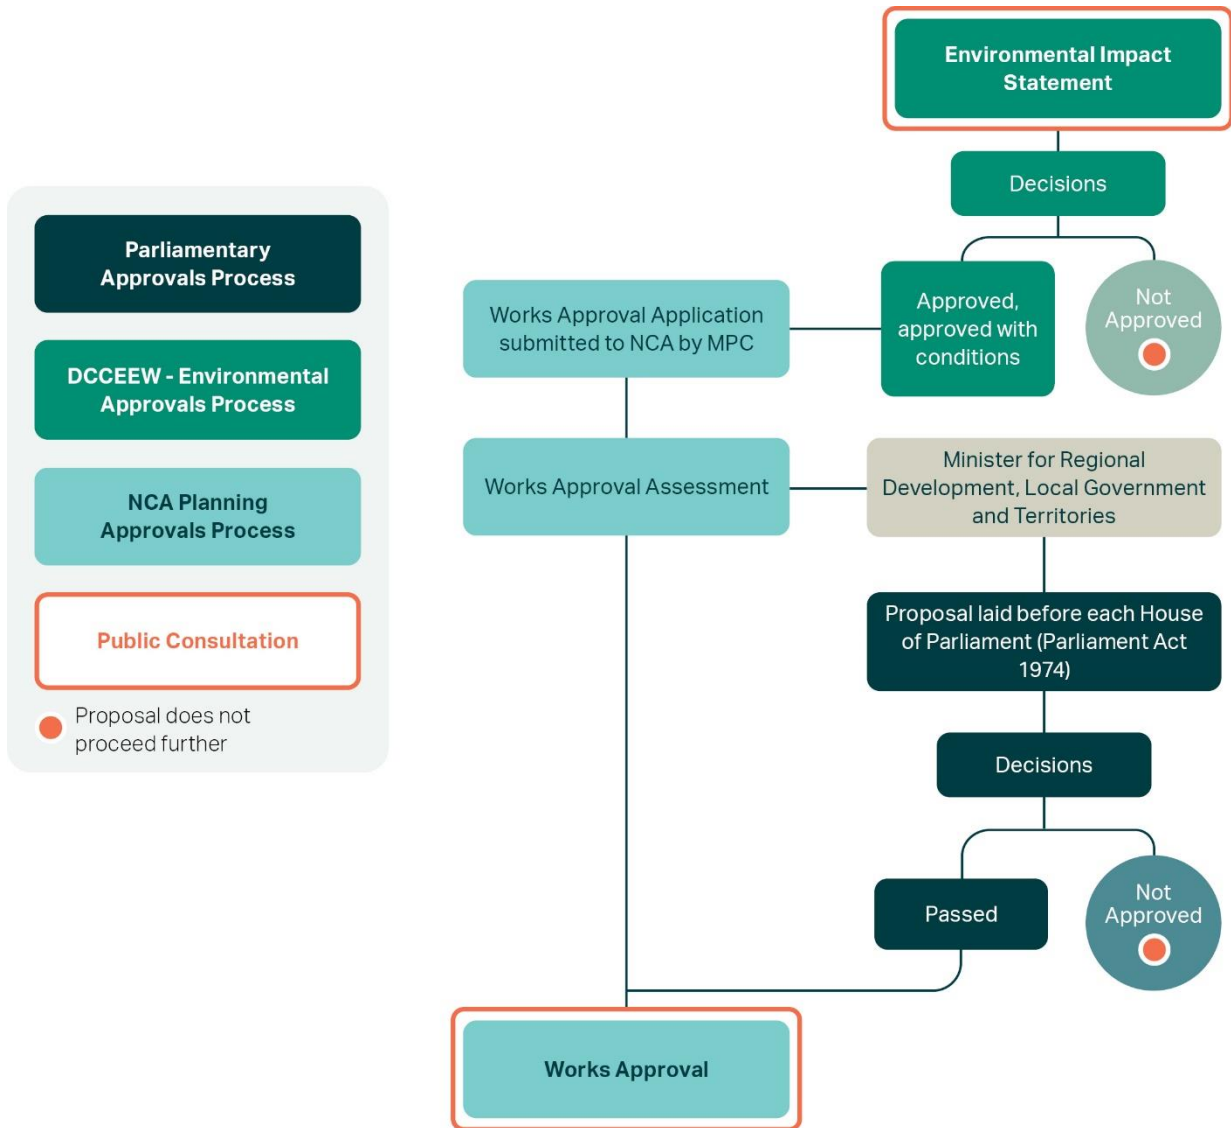 Environmental Impact
Statement
Decisions
Approved,
approved with
conditions
Not
Approved
Parliamentary
Approvals Process
DCCEEW - Environmental
Approvals Process
NCA Planning
Approvals Process
Public Consultation
Proposal does not
proceed further
Works Approval Application
submitted to NCA by MPC
Works Approval Assessment
Minister for Regional
Development, Local Government
and Territories
Proposal laid before each House
of Parliament (Parliament Act
1974)
Decisions
Passed
Not
Approved
Works Approval